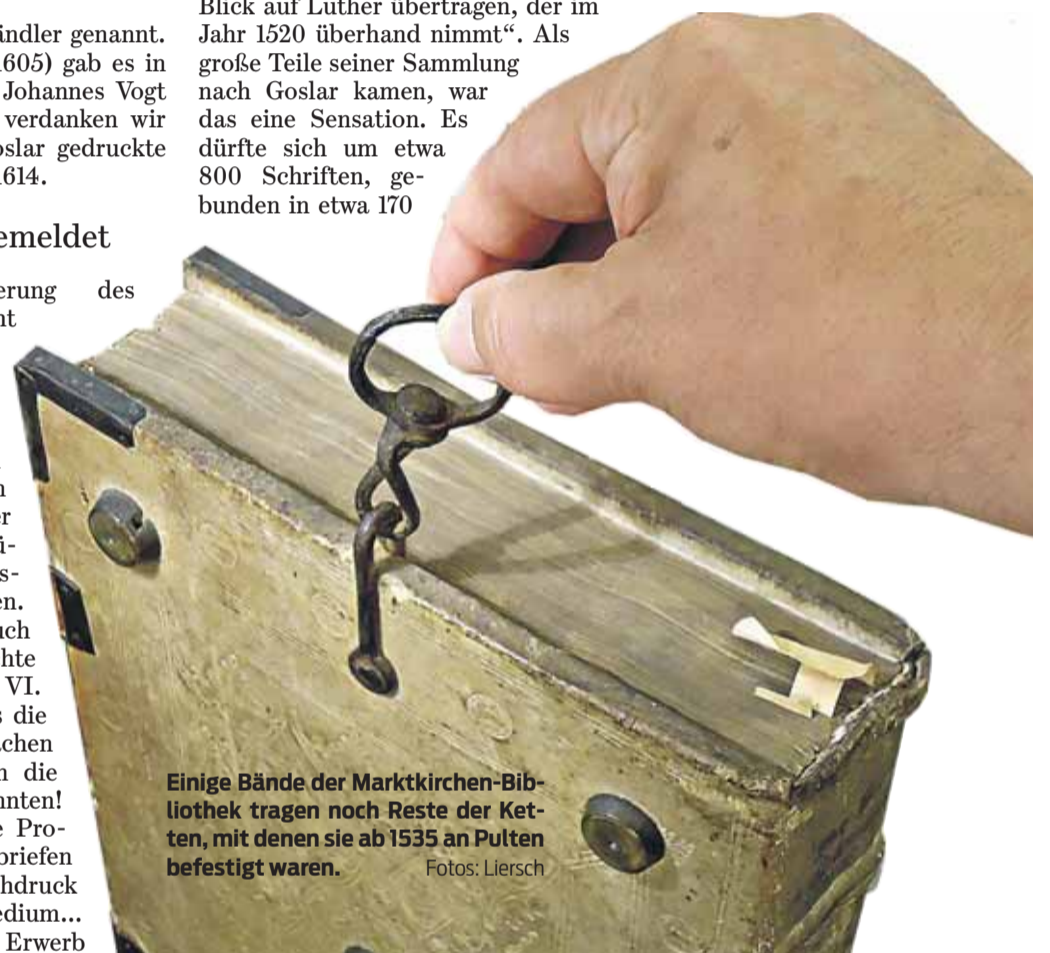 indler genannt.
1605) gab es in
Johannes Vogt
verdanken wir
oslar gedruckte
1614.
emeldet
erung des
nt
n
er
ü-
s-
en.
uch
hte
VI.
s die
chen
n die
nnten!
e Pro-
briefen
hdruck
edium...
Erwerb
Blick auf Luther übertragen, der im
Jahr 1520 überhand nimmt“. Als
große Teile seiner Sammlung
nach Goslar kamen, war
das eine Sensation. Es
dürfte sich um etwa
800 Schriften, ge-
bunden in etwa 170
Einige Bände der Marktkirchen-Bib-
liothek tragen noch Reste der Ket-
ten, mit denen sie ab 1535 an Pulten
befestigt waren. Fotos: Liersch